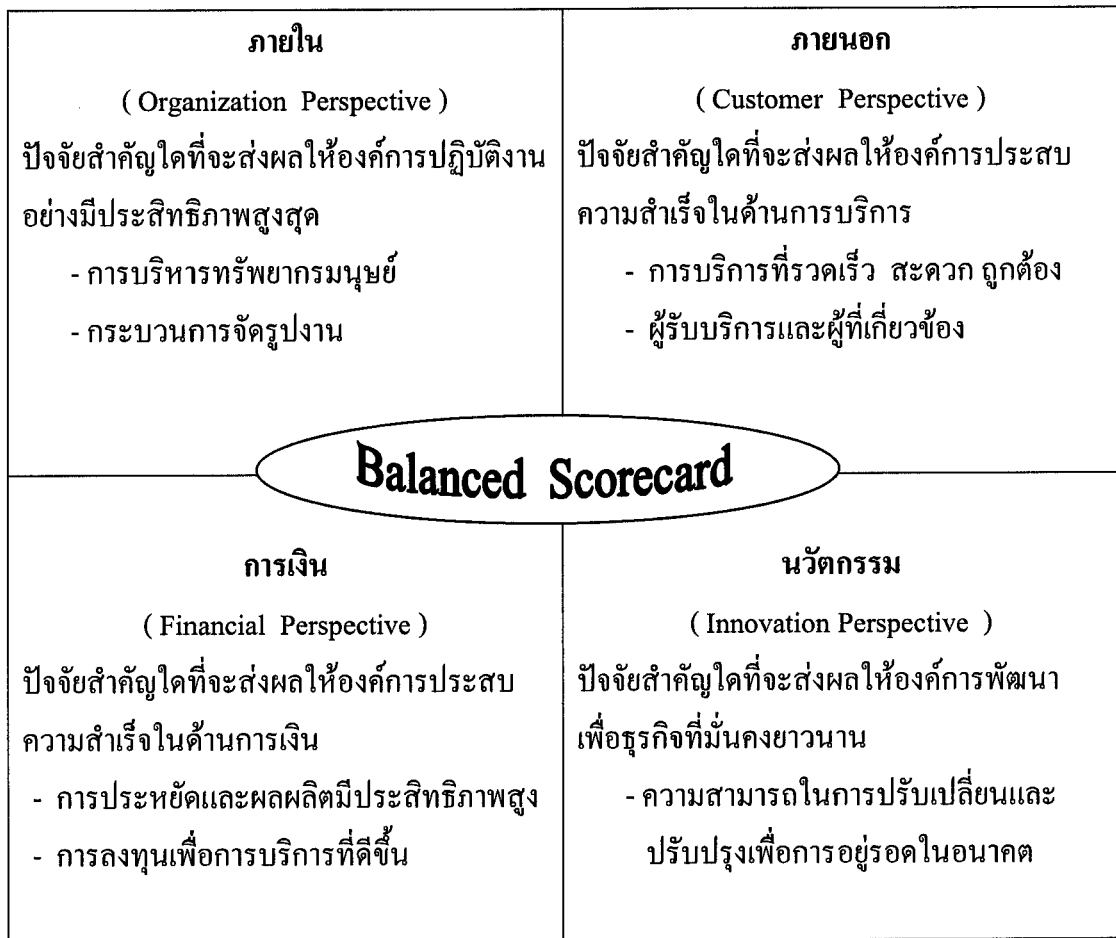 ภายใน
( Organization Perspective )
ปัจจัยสำคัญใดที่จะส่งผลให้องค์การปฏิบัติงาน
อย่างมีประสิทธิภาพสูงสุด
- การบริหารทรัพยากรมนุษย์
- กระบวนการจัดรูปงาน
ภายนอก
( Customer Perspective )
ปัจจัยสำคัญใดที่จะส่งผลให้องค์การประสบ
ความสำเร็จในด้านการบริการ
- การบริการที่รวดเร็ว สะดวก ถูกต้อง
- ผู้รับบริการและผู้ที่เกี่ยวข้อง
Balanced Scorecard
การเงิน
( Financial Perspective )
ปัจจัยสำคัญใดที่จะส่งผลให้องค์การประสบ
ความสำเร็จในด้านการเงิน
- การประหยัดและผลผลิตมีประสิทธิภาพสูง
- การลงทุนเพื่อการบริการที่ดีขึ้น
นวัตกรรม
( Innovation Perspective )
ปัจจัยสำคัญใดที่จะส่งผลให้องค์การพัฒนา
เพื่อธุรกิจที่มั่นคงยาวนาน
- ความสามารถในการปรับเปลี่ยนและ
ปรับปรุงเพื่อการอยู่รอดในอนาคต